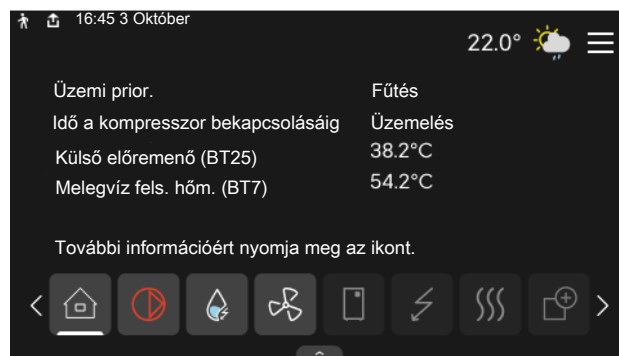 16:45 3 Október
22.0°
Üzemi prior. Fűtés
Idő a kompresszor bekapcsolásáig Üzemelés
Külső előremenő (BT25) 38.2°C
Melegvíz fels. hőm. (BT7) 54.2°C
További információért nyomja meg az ikont.